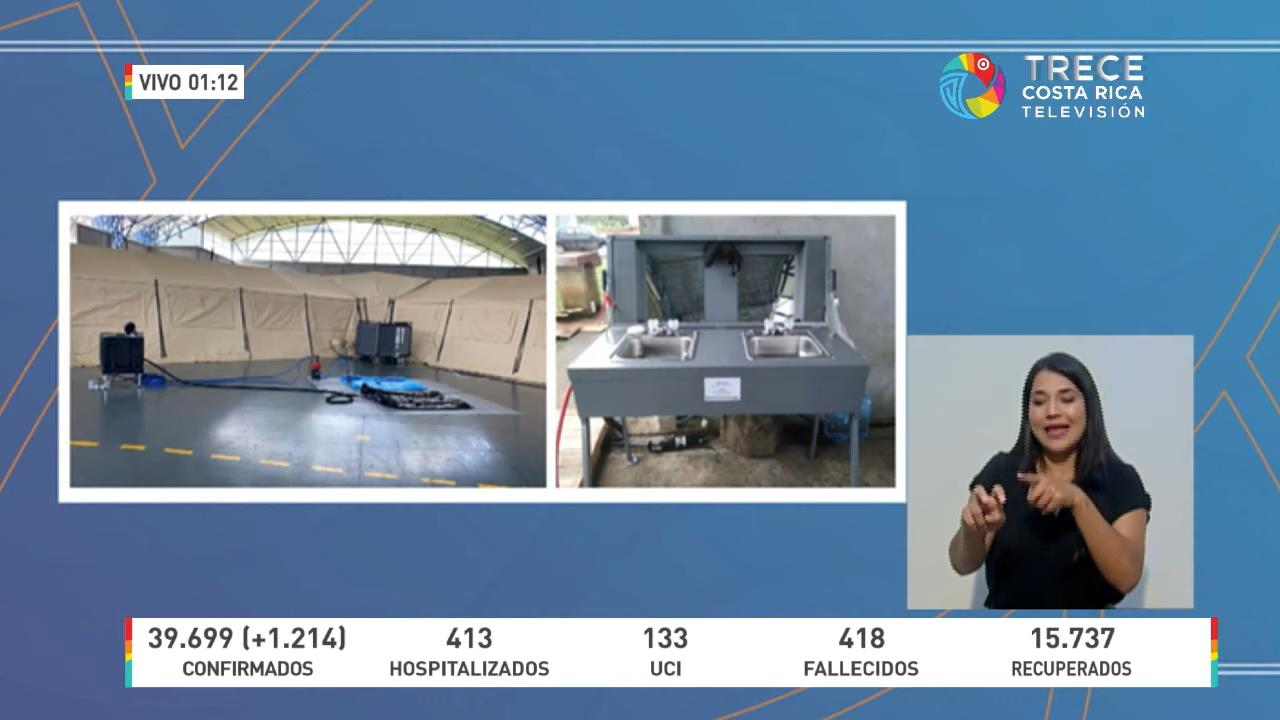 VIVO 01:12
TRECE
COSTA RICA
TELEVISIÓN
39.699 (+1.214)
CONFIRMADOS
413
HOSPITALIZADOS
133
UCI
418
FALLECIDOS
15.737
RECUPERADOS